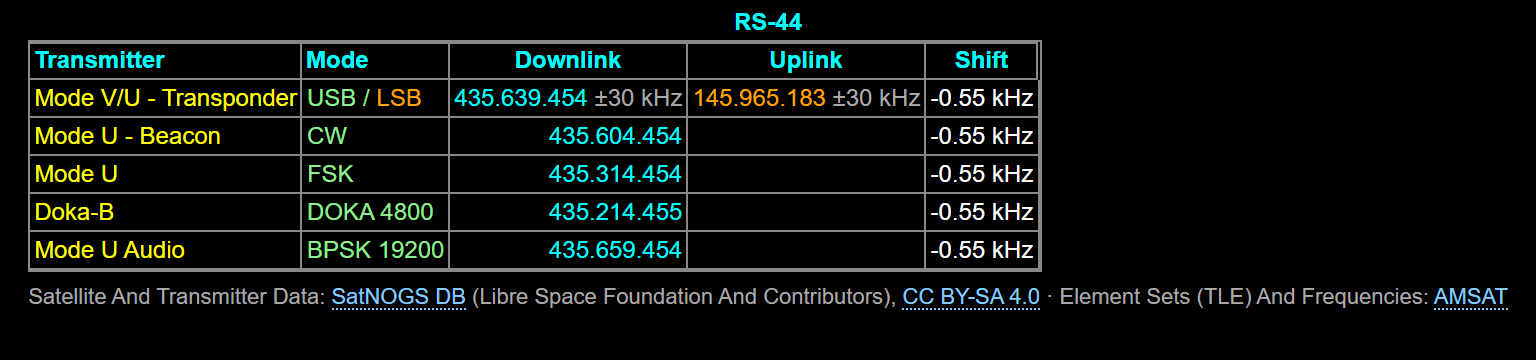 RS-44
Transmitter Mode Downlink Uplink Shift
Mode V/U - Transponder USB / LSB 435.639.454 ±30 kHz 145.965.183 ±30 kHz -0.55 kHz
Mode U - Beacon CW 435.604.454 -0.55 kHz
Mode U FSK 435.314.454 -0.55 kHz
Doka-B DOKA 4800 435.214.455 -0.55 kHz
Mode U Audio BPSK 19200 435.659.454 -0.55 kHz
Satellite And Transmitter Data: SatNOGS DB (Libre Space Foundation And Contributors), CC BY-SA 4.0 · Element Sets (TLE) And Frequencies: AMSAT